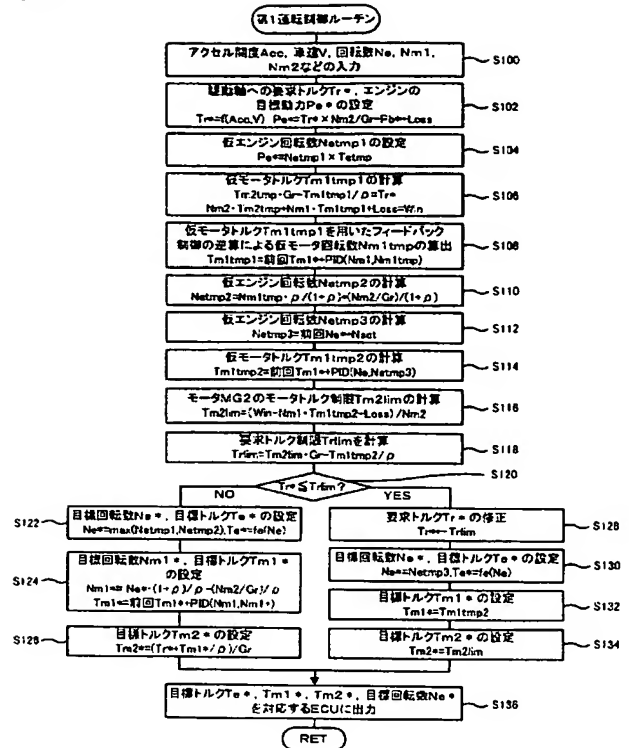 第1運転制御ルーチン
アクセル開度Acc, 車速V, 回転数Ne, Nm1,
Nm2などの入力
S100
駆動軸への要求トルクTr*, エンジンの
目標動力Pe*の設定
Tr*=f(Acc,V) Pe*=Tr*×Nm2/Gr-Pb*+Loss
S102
仮エンジン回転数Netmp1の設定
Pe*=Netmp1×Tetmp
S104
仮モータトルクTm1tmp1の計算
Tm2tmp・Gr-Tm1tmp1/ρ=Tr*
Nm2・Tm2tmp+Nm1・Tm1tmp1+Loss=Win
S106
仮モータトルクTm1tmp1を用いたフィードバック
制御の逆算による仮モータ回転数Nm1tmpの算出
Tm1tmp1=前回Tm1*+PID(Nm1,Nm1tmp)
S108
仮エンジン回転数Netmp2の計算
Netmp2=Nm1tmp・ρ/(1+ρ)+(Nm2/Gr)/(1+ρ)
S110
仮エンジン回転数Netmp3の計算
Netmp3=前回Ne*-Nsct
S112
仮モータトルクTm1tmp2の計算
Tm1tmp2=前回Tm1*+PID(Ne,Netmp3)
S114
モータMG2のモータトルク制限Tm2limの計算
Tm2lim=(Win-Nm1・Tm1tmp2-Loss)/Nm2
S116
要求トルク制限Trlimを計算
Trlim=Tm2lim・Gr-Tm1tmp2/ρ
S118
S120
Tr*≦Trlim?
NO
YES
S122
目標回転数Ne*, 目標トルクTe*の設定
Ne*=max(Netmp1,Netmp2),Te*=fe(Ne)
S124
目標回転数Nm1*, 目標トルクTm1*
の設定
Nm1*= Ne*・(1+ρ)/ρ-(Nm2/Gr)/ρ
Tm1*=前回Tm1*+PID(Nm1,Nm1*)
S126
目標トルクTm2*の設定
Tm2*=(Tr*+Tm1*/ρ)/Gr
要求トルクTr*の修正
Tr*←Trlim
S128
目標回転数Ne*, 目標トルクTe*の設定
Ne*=Netmp3,Te*=fe(Ne)
S130
目標トルクTm1*の設定
Tm1*=Tm1tmp2
S132
目標トルクTm2*の設定
Tm2*=Tm2lim
S134
目標トルクTe*, Tm1*, Tm2*, 目標回転数Ne*
を対応するECUに出力
S136
RET